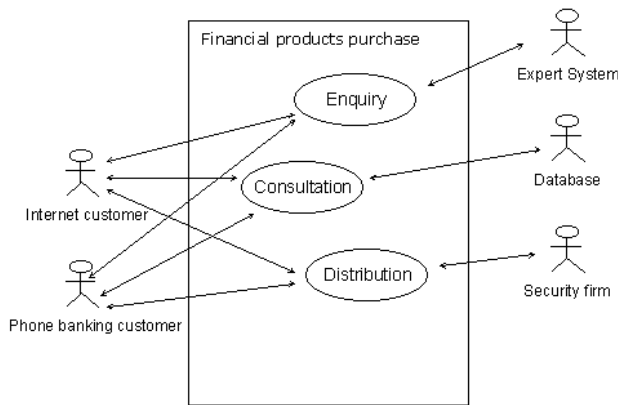 Financial products purchase
Expert System
Enquiry
Internet customer
Consultation
Database
Phone banking customer
Distribution
Security firm